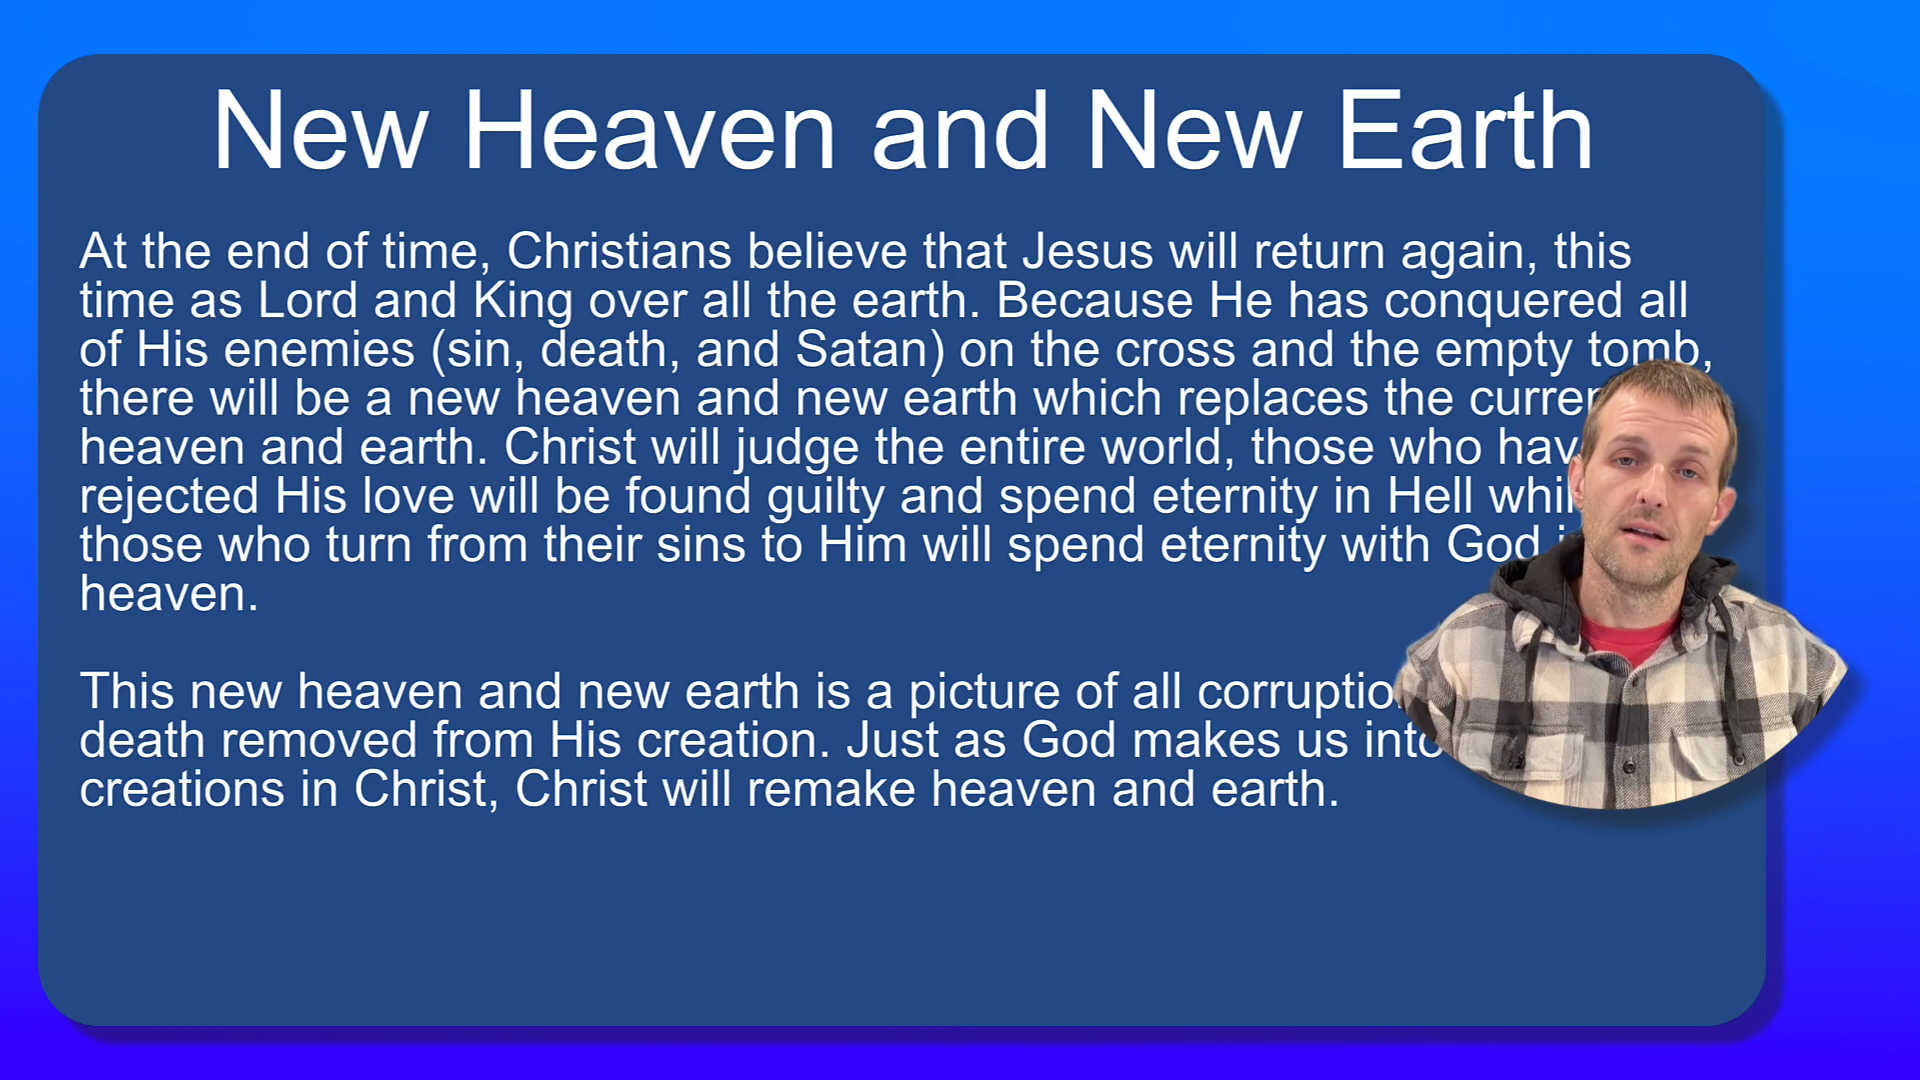 New Heaven and New Earth
At the end of time, Christians believe that Jesus will return again, this
time as Lord and King over all the earth. Because He has conquered all
of His enemies (sin, death, and Satan) on the cross and the empty tomb,
there will be a new heaven and new earth which replaces the
heaven and earth. Christ will judge the entire world, those who
rejected His love will be found guilty and spend eternity in Hell
those who turn from their sins to Him will spend eternity with God
heaven.
This new heaven and new earth is a picture of all
death removed from His creation. Just as God makes us into
creations in Christ, Christ will remake heaven and earth.